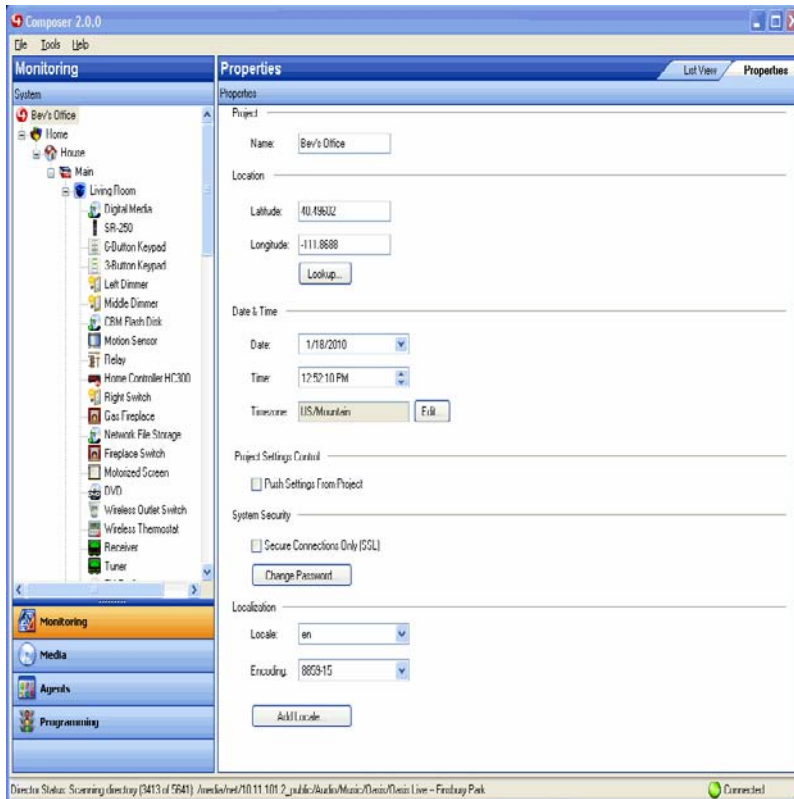 Composer 2.0.0
File Tools Help
Monitoring
System
Bev's Office
Home
House
Main
Living Room
Digital Media
SR-250
6-Button Keypad
3-Button Keypad
Left Dimmer
Middle Dimmer
CBM Flash Disk
Motion Sensor
Relay
Home Controller HC300
Right Switch
Gas Fireplace
Network File Storage
Fireplace Switch
Motorized Screen
DVD
Wireless Outlet Switch
Wireless Thermostat
Receiver
Tuner
Monitoring
Media
Agents
Programming
Properties
List View Properties
Properties
Project
Name: Bev's Office
Location
Latitude: 40.49602
Longitude: -111.8688
Lookup...
Date & Time
Date: 1/18/2010
Time: 12:52:10 PM
Timezone: US/Mountain Edit...
Project Settings Control
Push Settings From Project
System Security
Secure Connections Only (SSL)
Change Password...
Localization
Locale: en
Encoding: 8859-15
Add Locale...
Director Status: Scanning directory (3413 of 5641) /media/net/10.11.101.2_public/Audio/Music/Oasis/Oasis Live – Finsbury Park
Connected